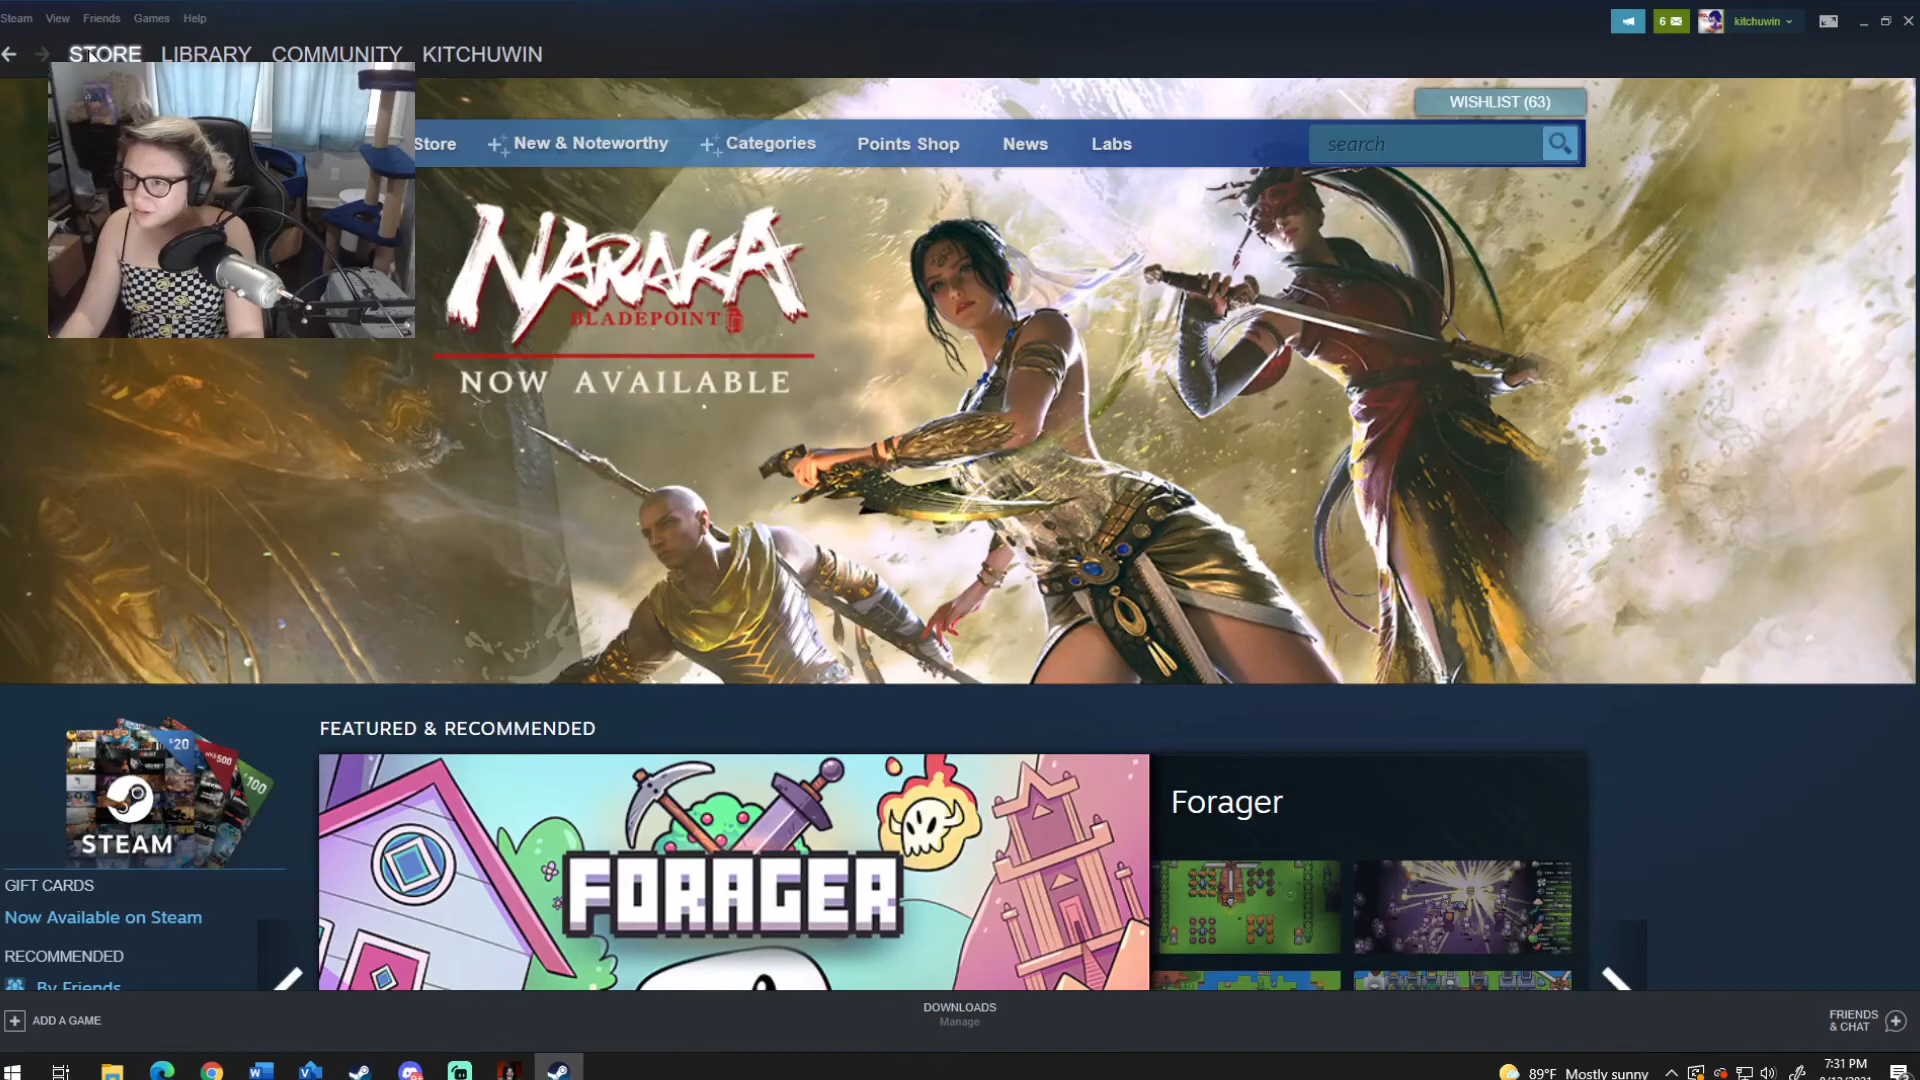 Steam View Friends Games Help
6
kitchuwin
STORE LIBRARY COMMUNITY KITCHUWIN
WISHLIST (63)
Store New & Noteworthy Categories Points Shop News Labs search
NARAKA
BLADEPOINT
NOW AVAILABLE
FEATURED & RECOMMENDED
$20
$100
STEAM
GIFT CARDS
Now Available on Steam
RECOMMENDED
By Friends
FORAGER
Forager
ADD A GAME
DOWNLOADS
Manage
FRIENDS
& CHAT
89°F Mostly sunny
7:31 PM